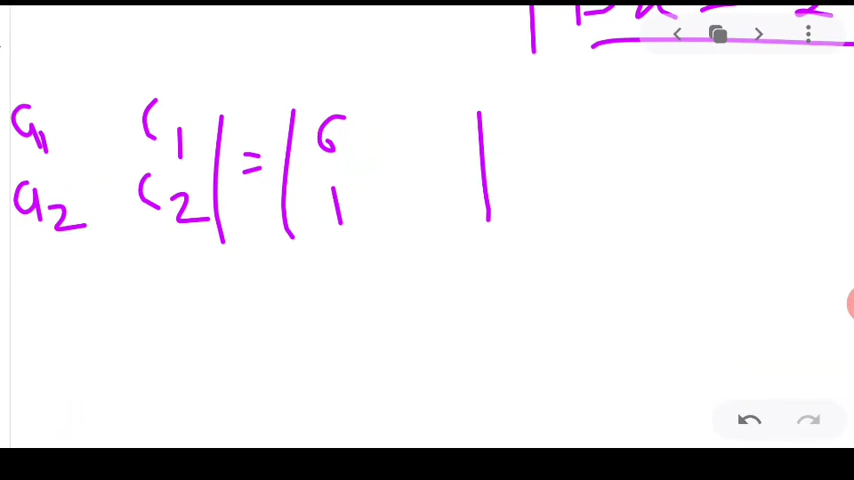 a₁ c₁ | = | 6 |
a₂ c₂ | 1